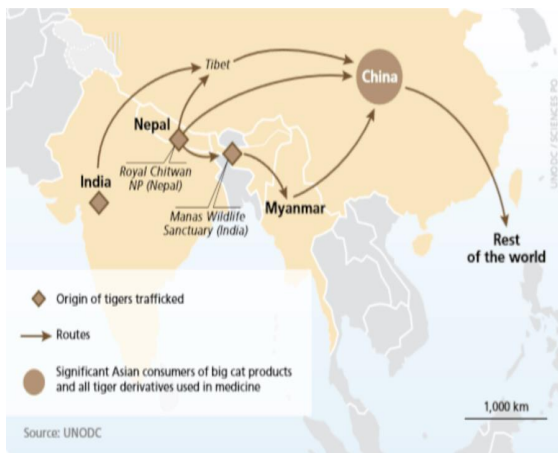 Tibet
China
Nepal
Royal Chitwan
NP (Nepal)
India
Manas Wildlife
Sanctuary (India)
Myanmar
Rest
of the world
Origin of tigers trafficked
Routes
Significant Asian consumers of big cat products
and all tiger derivatives used in medicine
1,000 km
Source: UNODC
UNODC / SCIENCES PO